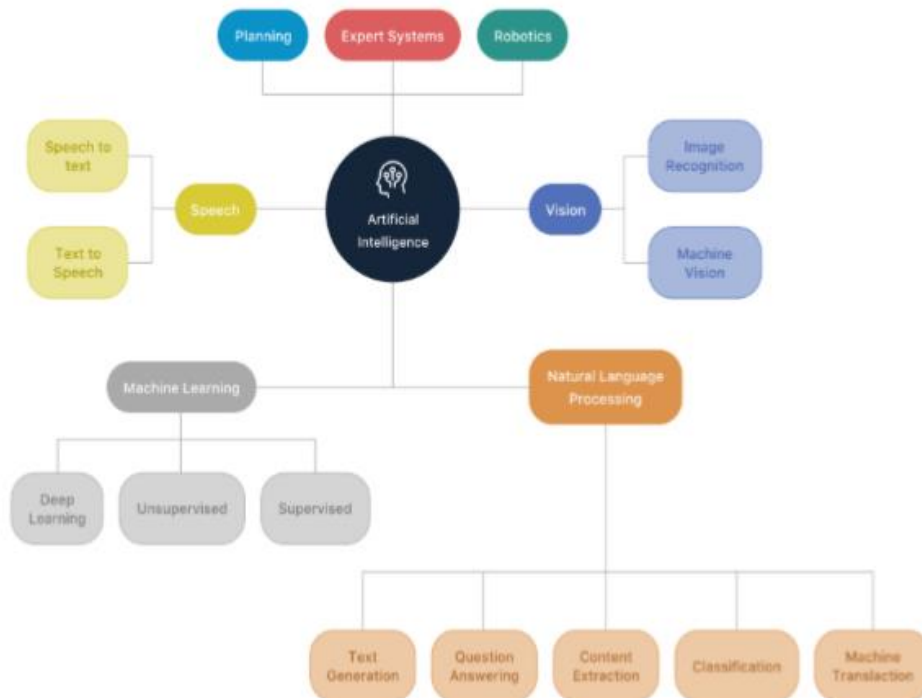 Planning
Expert Systems
Robotics
Speech to
text
Image
Recognition
Artificial
Intelligence
Speech
Vision
Text to
Speech
Machine
Vision
Machine Learning
Natural Language
Processing
Deep
Learning
Unsupervised
Supervised
Text
Generation
Question
Answering
Content
Extraction
Classification
Machine
Translaction